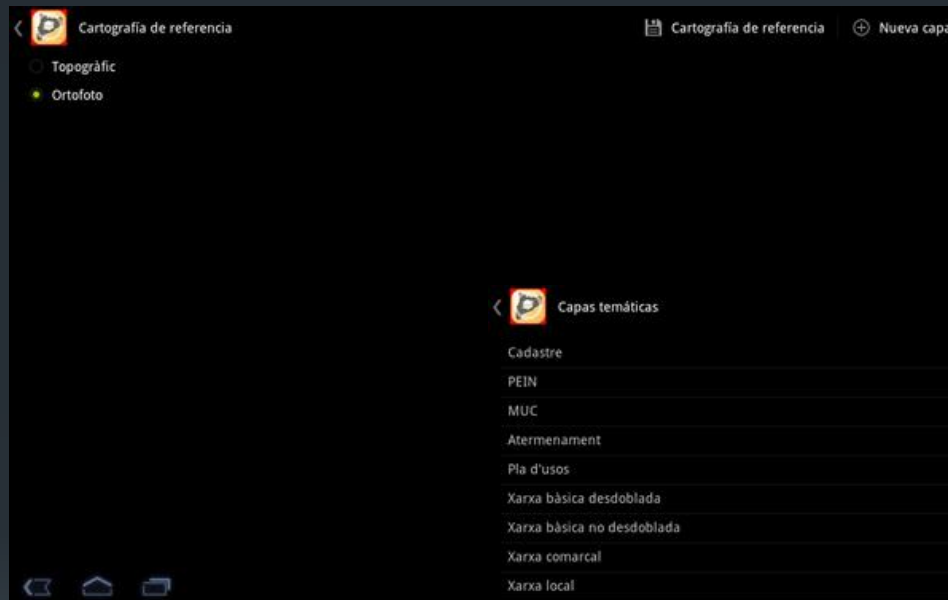 Cartografía de referencia
Cartografía de referencia
Nueva capa
Topogràfic
Ortofoto
Capas temáticas
Cadastre
PEIN
MUC
Atermenament
Pla d'usos
Xarxa bàsica desdoblada
Xarxa bàsica no desdoblada
Xarxa comarcal
Xarxa local